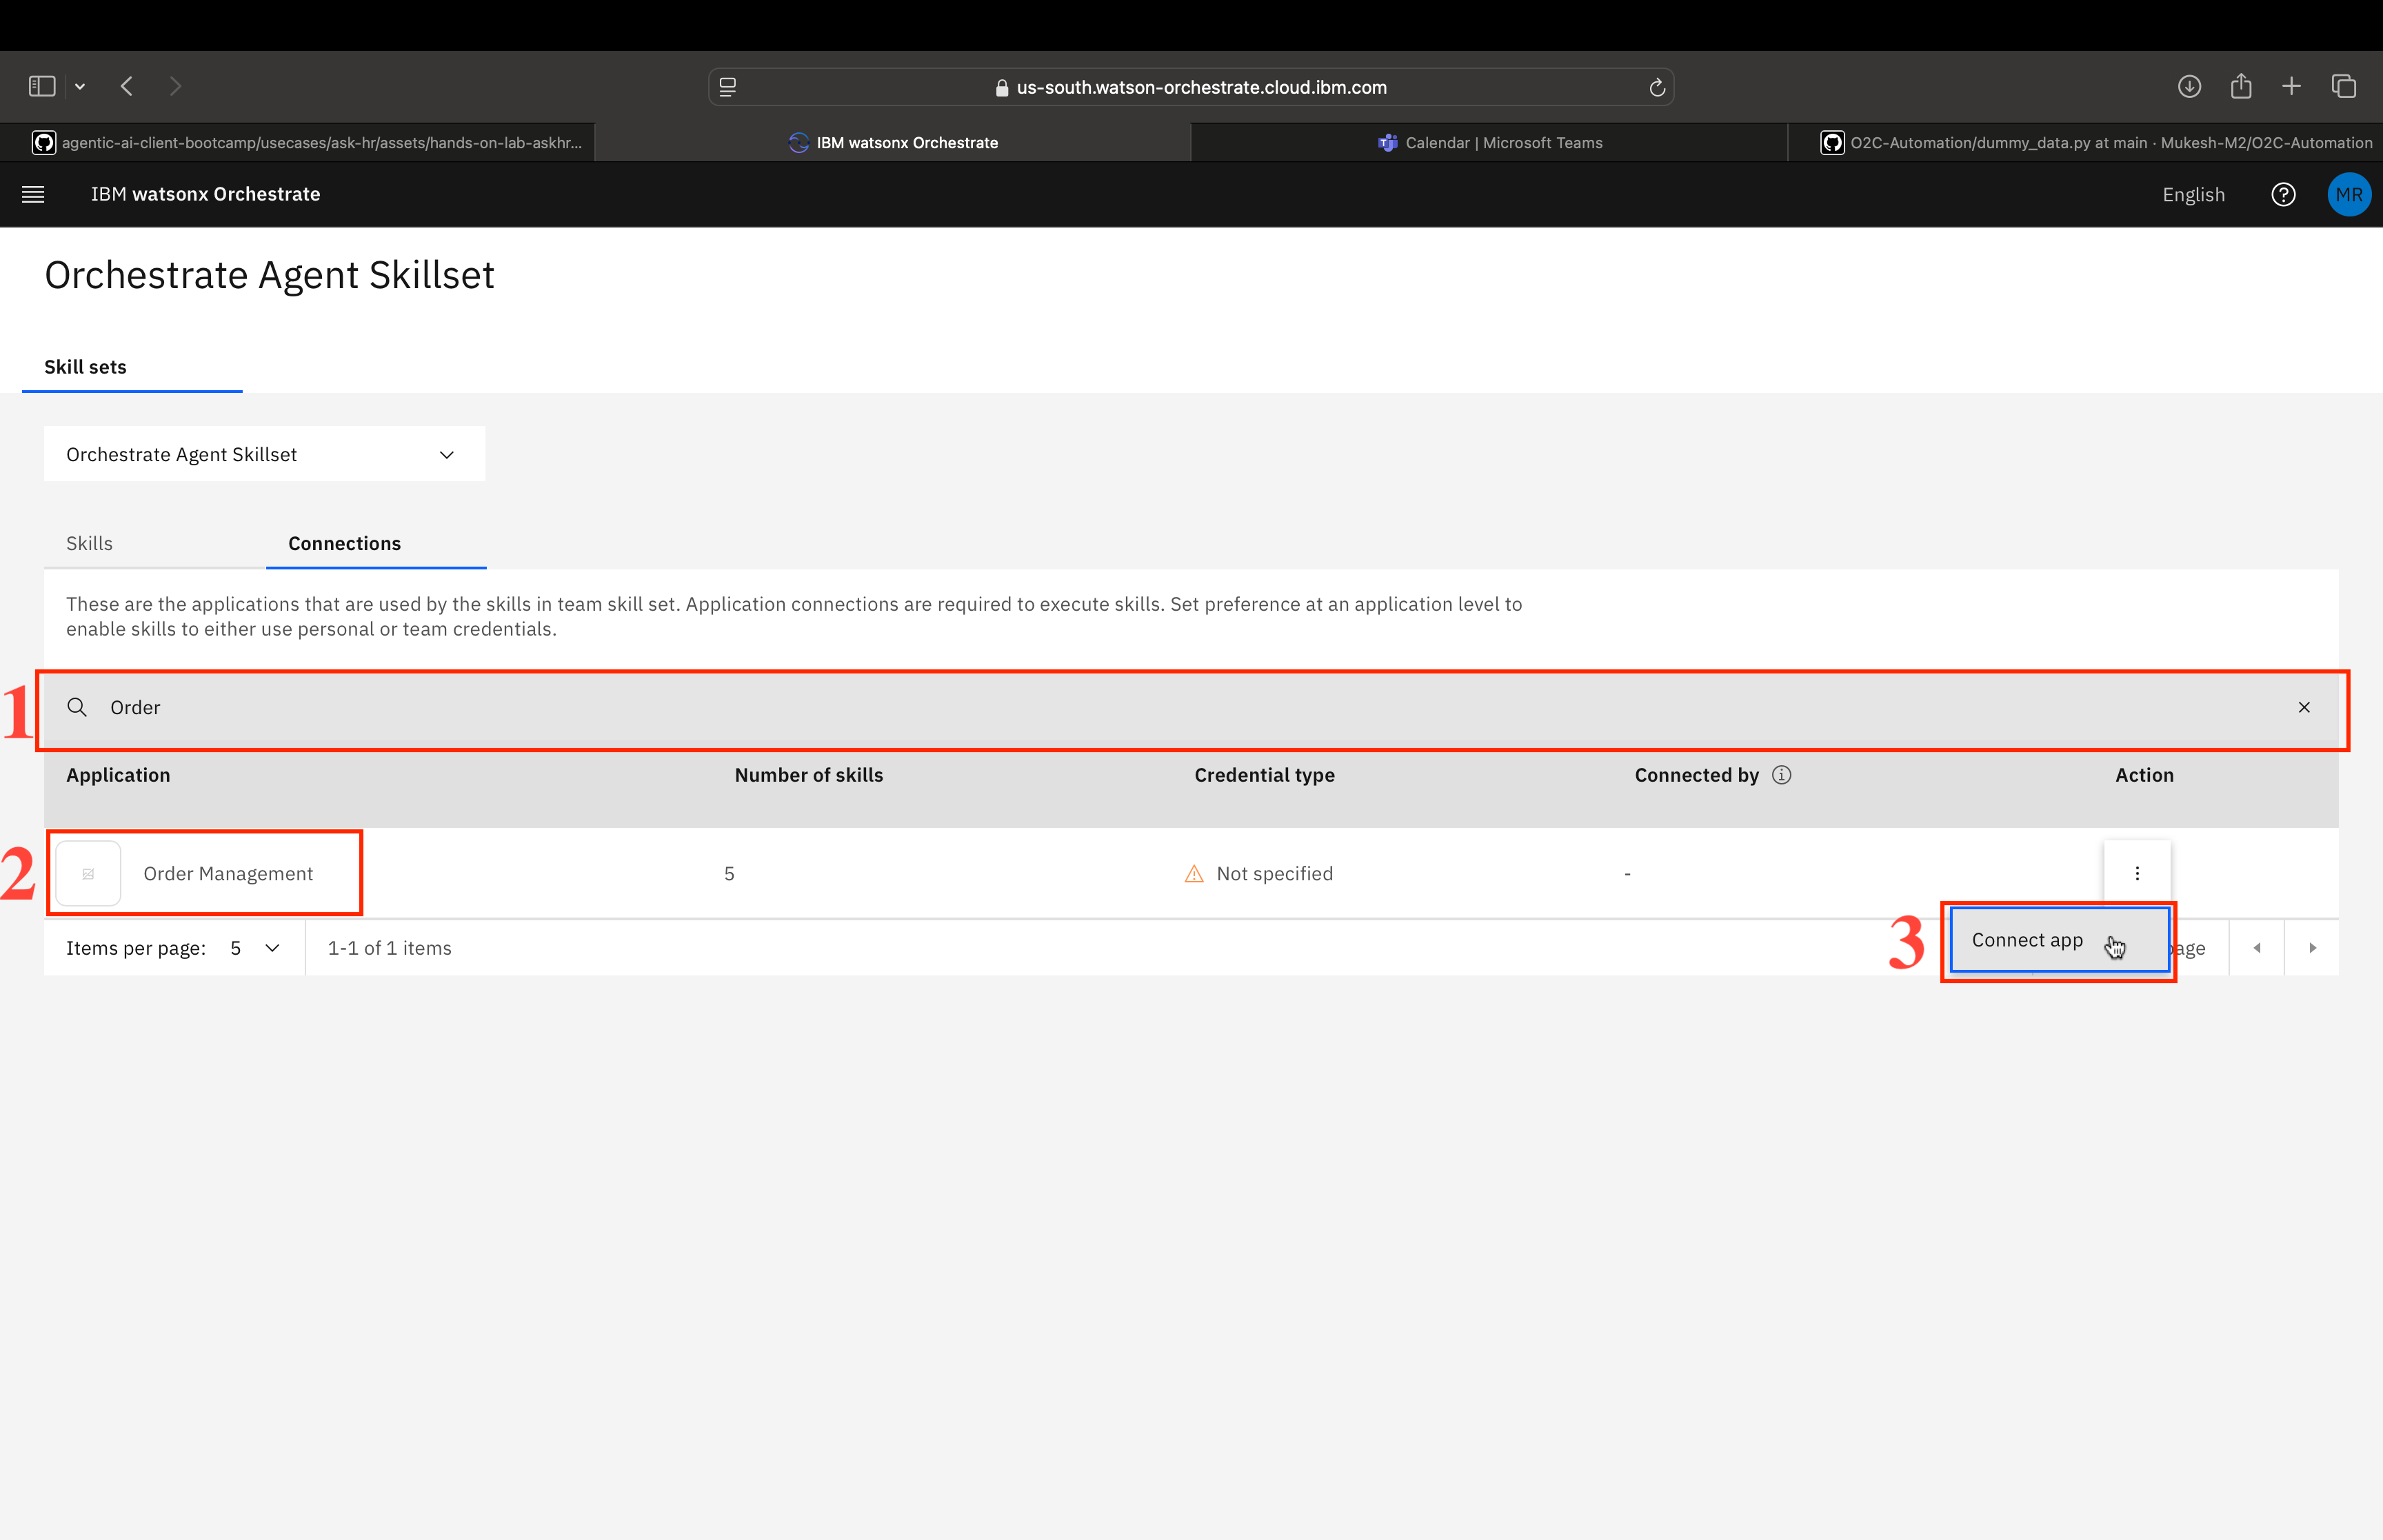 us-south.watson-orchestrate.cloud.ibm.com
agentic-ai-client-bootcamp/usecases/ask-hr/assets/hands-on-lab-askhr...
IBM watsonx Orchestrate
Calendar | Microsoft Teams
O2C-Automation/dummy_data.py at main · Mukesh-M2/O2C-Automation
IBM watsonx Orchestrate
English
MR
Orchestrate Agent Skillset
Skill sets
Orchestrate Agent Skillset
Skills
Connections
These are the applications that are used by the skills in team skill set. Application connections are required to execute skills. Set preference at an application level to
enable skills to either use personal or team credentials.
1
Order
Application
Number of skills
Credential type
Connected by
Action
2
Order Management
5
Not specified
-
3
Connect app
Items per page: 5
1-1 of 1 items